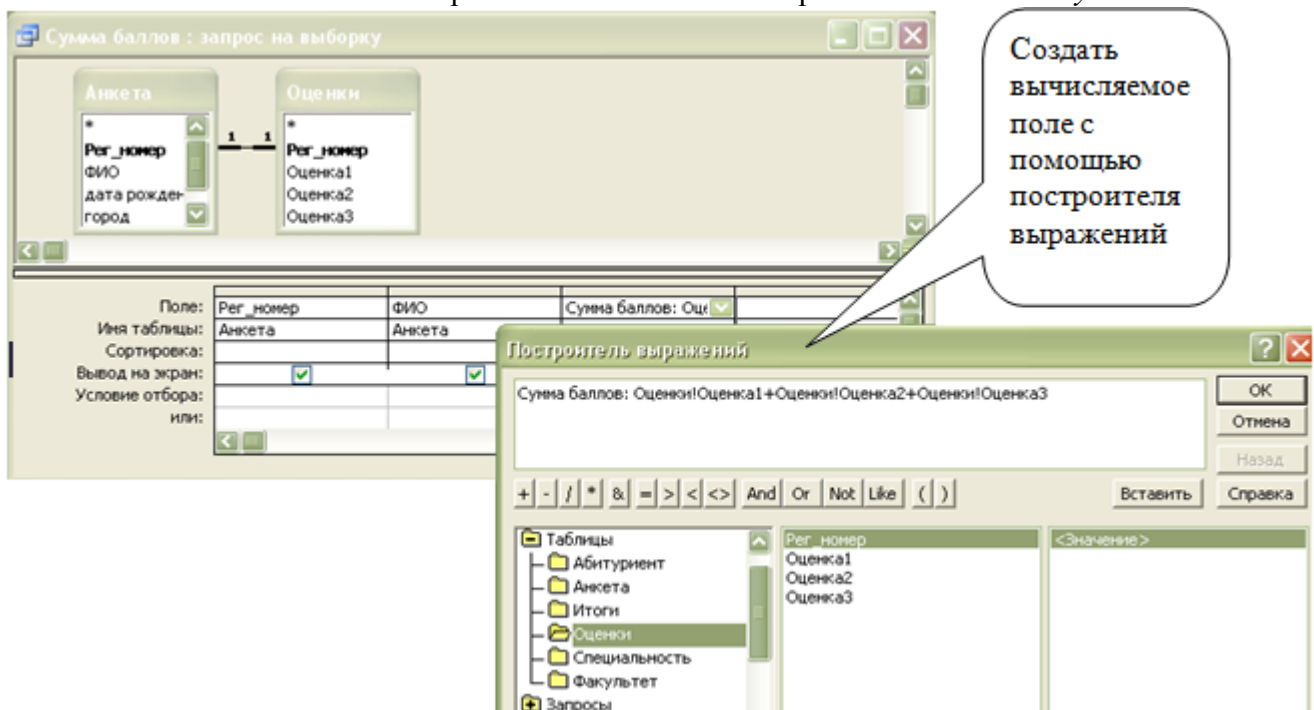 Сумма баллов : запрос на выборку
Создать
вычисляемое
поле с
помощью
построителя
выражений
Анкета
*
Рег_номер
ФИО
дата рожден
город
1 1
Оценки
*
Рег_номер
Оценка1
Оценка2
Оценка3
Поле: Рег_номер ФИО Сумма баллов: Оце
Имя таблицы: Анкета Анкета
Сортировка:
Вывод на экран:
Условие отбора:
или:
Построитель выражений
Сумма баллов: Оценки!Оценка1+Оценки!Оценка2+Оценки!Оценка3
OK
Отмена
Назад
+ - / * & = > < <> And Or Not Like ( ) Вставить Справка
Таблицы
Абитуриент
Анкета
Итоги
Оценки
Специальность
Факультет
Запросы
Рег_номер
Оценка1
Оценка2
Оценка3
<Значение>